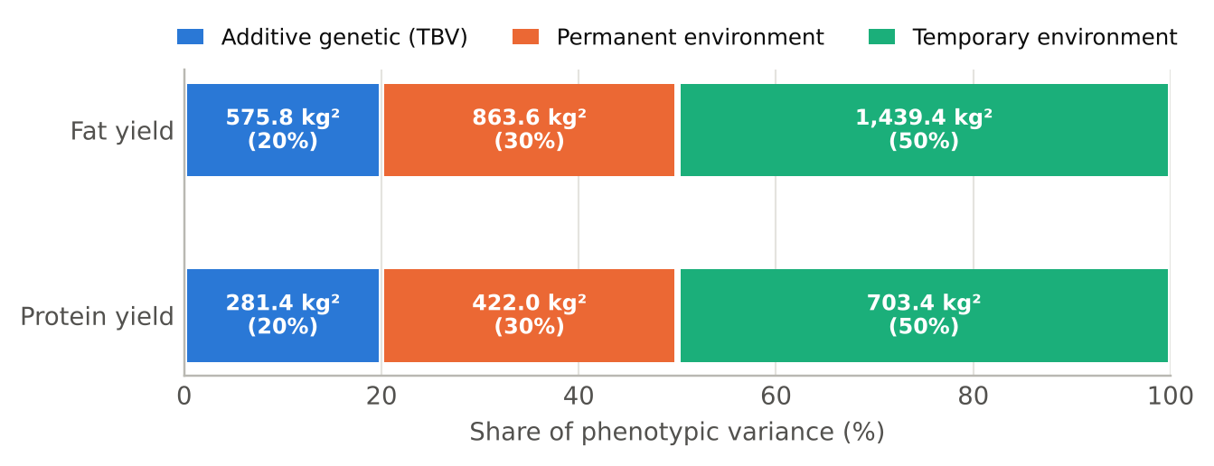 Additive genetic (TBV) Permanent environment Temporary environment
Fat yield
575.8 kg² 863.6 kg² 1,439.4 kg²
(20%) (30%) (50%)
Protein yield
281.4 kg² 422.0 kg² 703.4 kg²
(20%) (30%) (50%)
0 20 40 60 80 100
Share of phenotypic variance (%)